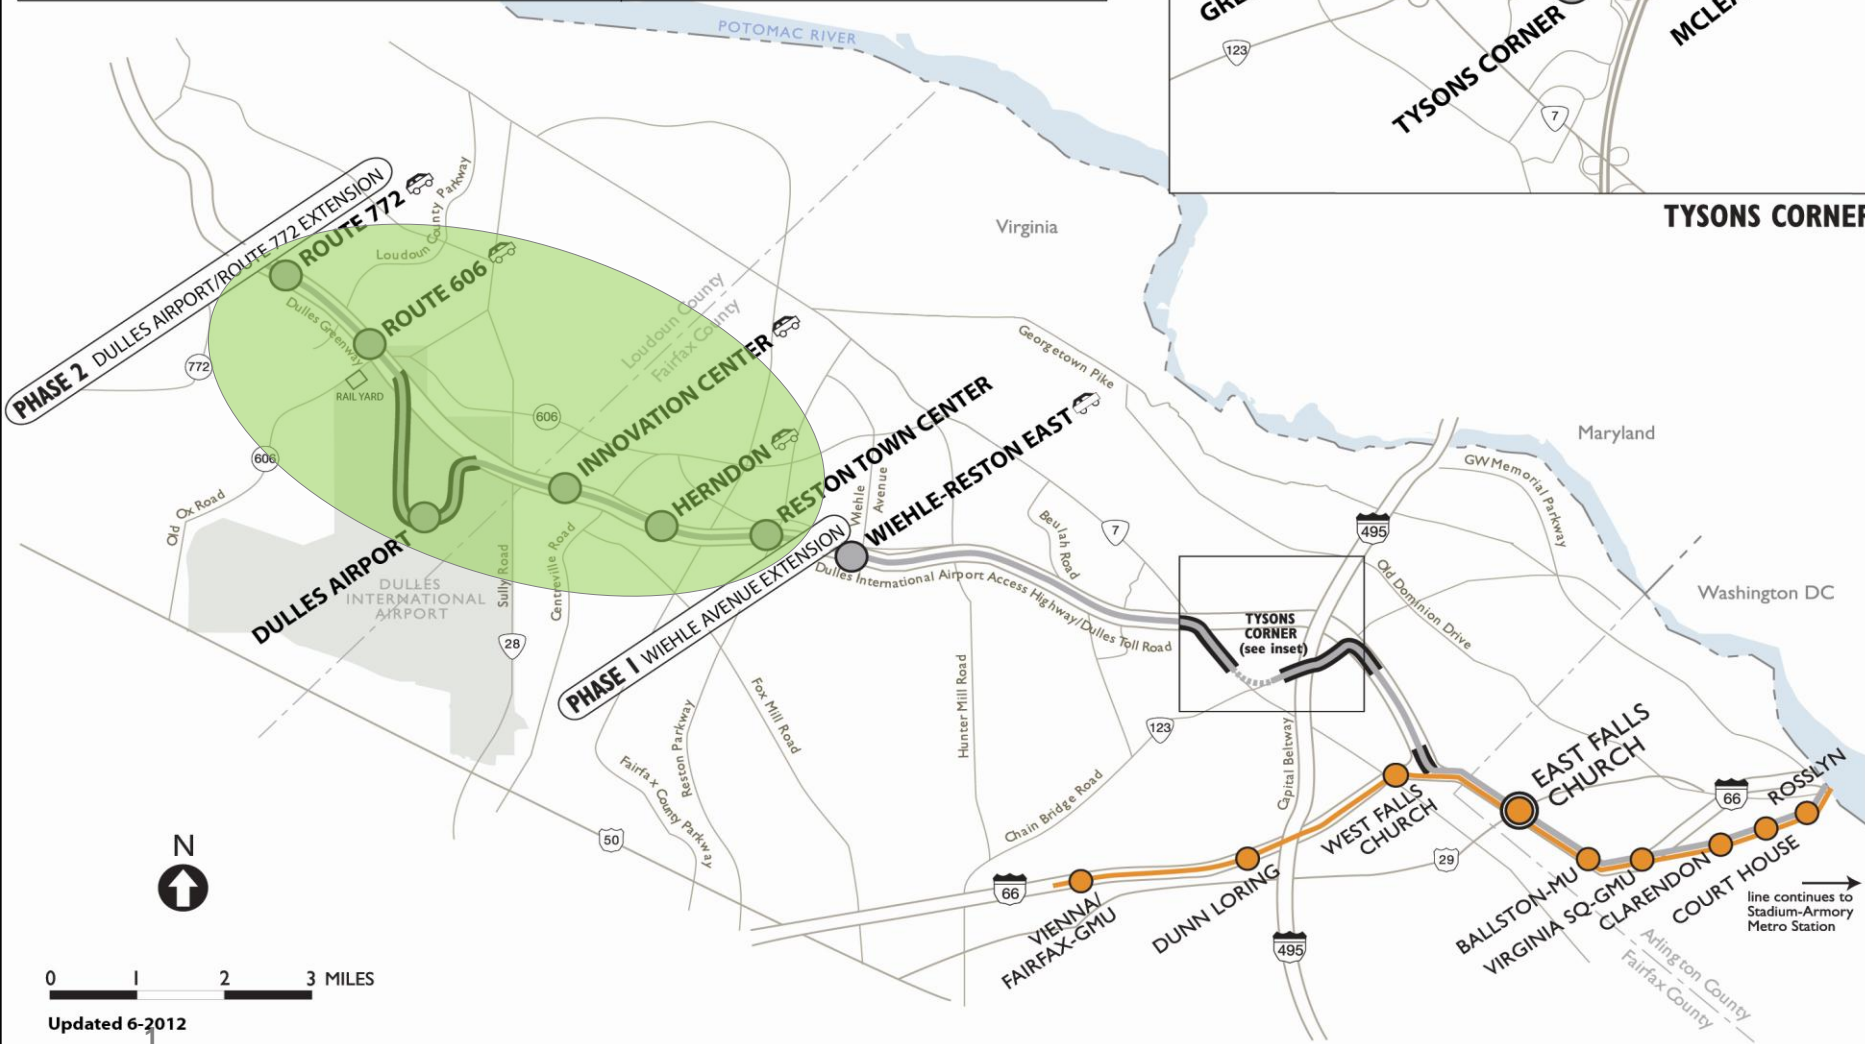 POTOMAC RIVER
123
TYSONS CORNER
7
TYSONS CORNER
Virginia
PHASE 2 DULLES AIRPORT/ROUTE 772 EXTENSION
ROUTE 772
Loudoun County Parkway
ROUTE 606
Dulles Greenway
772
RAIL YARD
606
606
Old Ox Road
Loudoun County
Fairfax County
INNOVATION CENTER
HERNDON
RESTON TOWN CENTER
WIEHLE-RESTON EAST
Wiehle
Avenue
Georgetown Pike
Maryland
GW Memorial Parkway
Washington DC
DULLES AIRPORT
DULLES
INTERNATIONAL
AIRPORT
Sully Road
28
Centreville Road
PHASE 1 WIEHLE AVENUE EXTENSION
Dulles International Airport Access Highway/Dulles Toll Road
Beulah Road
7
495
Old Dominion Drive
TYSONS
CORNER
(see inset)
Fox Mill Road
Reston Parkway
Fairfax County Parkway
Hunter Mill Road
123
Chain Bridge Road
Capital Beltway
50
66
VIENNA/
FAIRFAX-GMU
DUNN LORING
495
WEST FALLS
CHURCH
29
EAST FALLS
CHURCH
66
ROSSLYN
BALLSTON-MU
VIRGINIA SQ-GMU
CLARENDON
COURT HOUSE
line continues to
Stadium-Armory
Metro Station
Arlington County
Fairfax County
N
0 1 2 3 MILES
Updated 6-2012
1